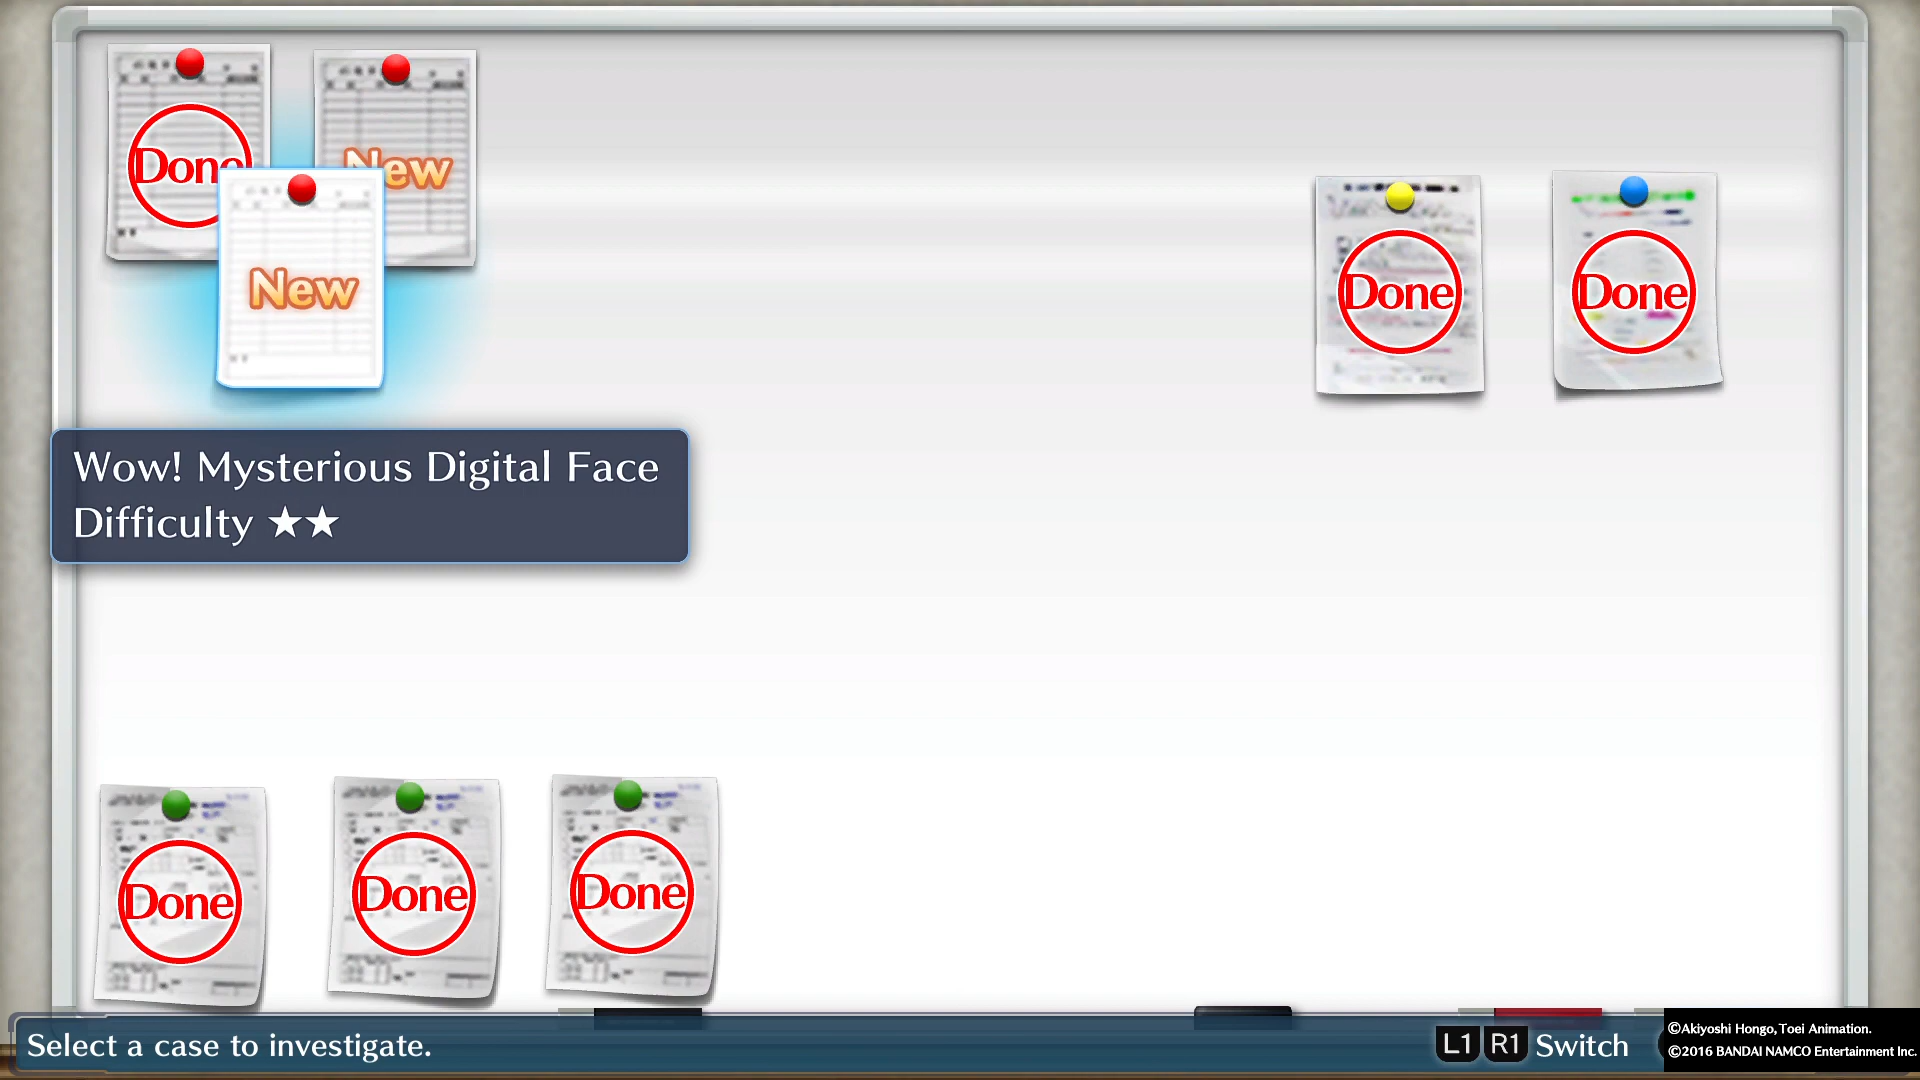 Done
New
New
Done
Done
Wow! Mysterious Digital Face
Difficulty ★★
Done
Done
Done
Select a case to investigate.
L1 R1 Switch
©Akiyoshi Hongo, Toei Animation.
©2016 BANDAI NAMCO Entertainment Inc.